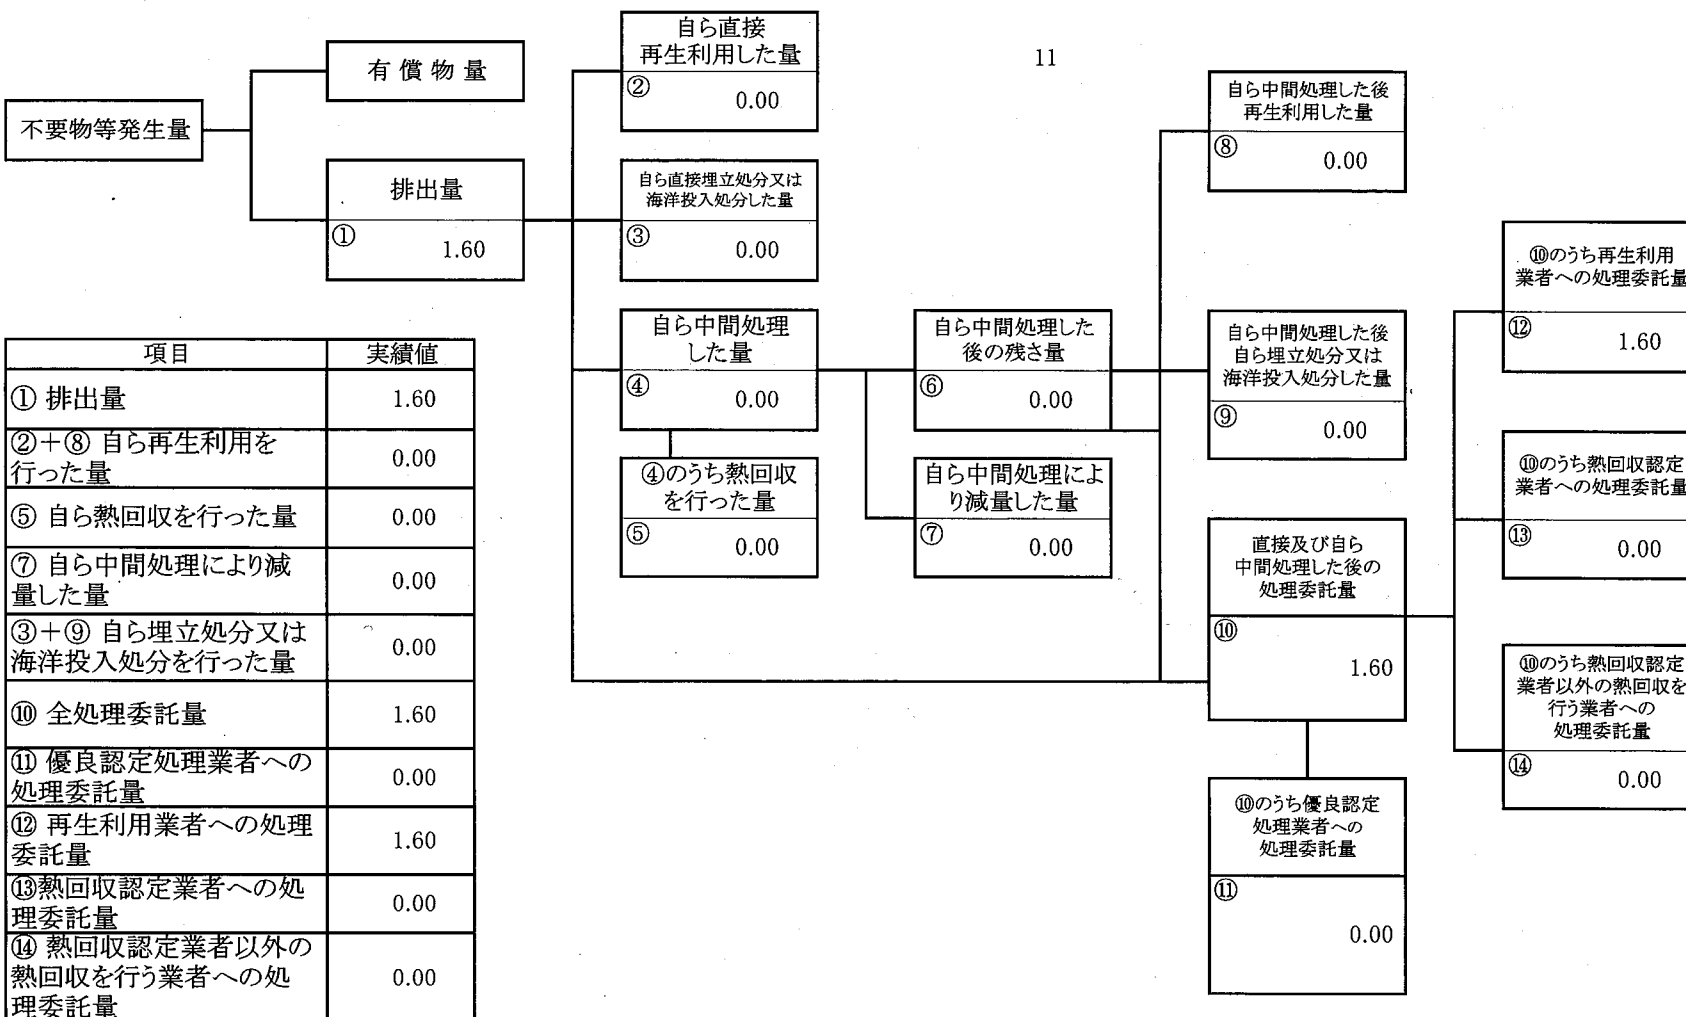 11
不要物等発生量
有償物量
排出量
①
1.60
自ら直接
再生利用した量
②
0.00
自ら直接埋立処分又は
海洋投入処分した量
③
0.00
自ら中間処理
した量
④
0.00
④のうち熱回収
を行った量
⑤
0.00
自ら中間処理した
後の残さ量
⑥
0.00
自ら中間処理によ
り減量した量
⑦
0.00
自ら中間処理した後
再生利用した量
⑧
0.00
自ら中間処理した後
自ら埋立処分又は
海洋投入処分した量
⑨
0.00
直接及び自ら
中間処理した後の
処理委託量
⑩
1.60
⑩のうち優良認定
処理業者への
処理委託量
⑪
0.00
⑩のうち再生利用
業者への処理委託量
⑫
1.60
⑩のうち熱回収認定
業者への処理委託量
⑬
0.00
⑩のうち熱回収認定
業者以外の熱回収を
行う業者への
処理委託量
⑭
0.00
項目 実績値
① 排出量 1.60
②+⑧ 自ら再生利用を
行った量 0.00
⑤ 自ら熱回収を行った量 0.00
⑦ 自ら中間処理により減
量した量 0.00
③+⑨ 自ら埋立処分又は
海洋投入処分を行った量 0.00
⑩ 全処理委託量 1.60
⑪ 優良認定処理業者への
処理委託量 0.00
⑫ 再生利用業者への処理
委託量 1.60
⑬熱回収認定業者への処
理委託量 0.00
⑭ 熱回収認定業者以外の
熱回収を行う業者への処
理委託量 0.00